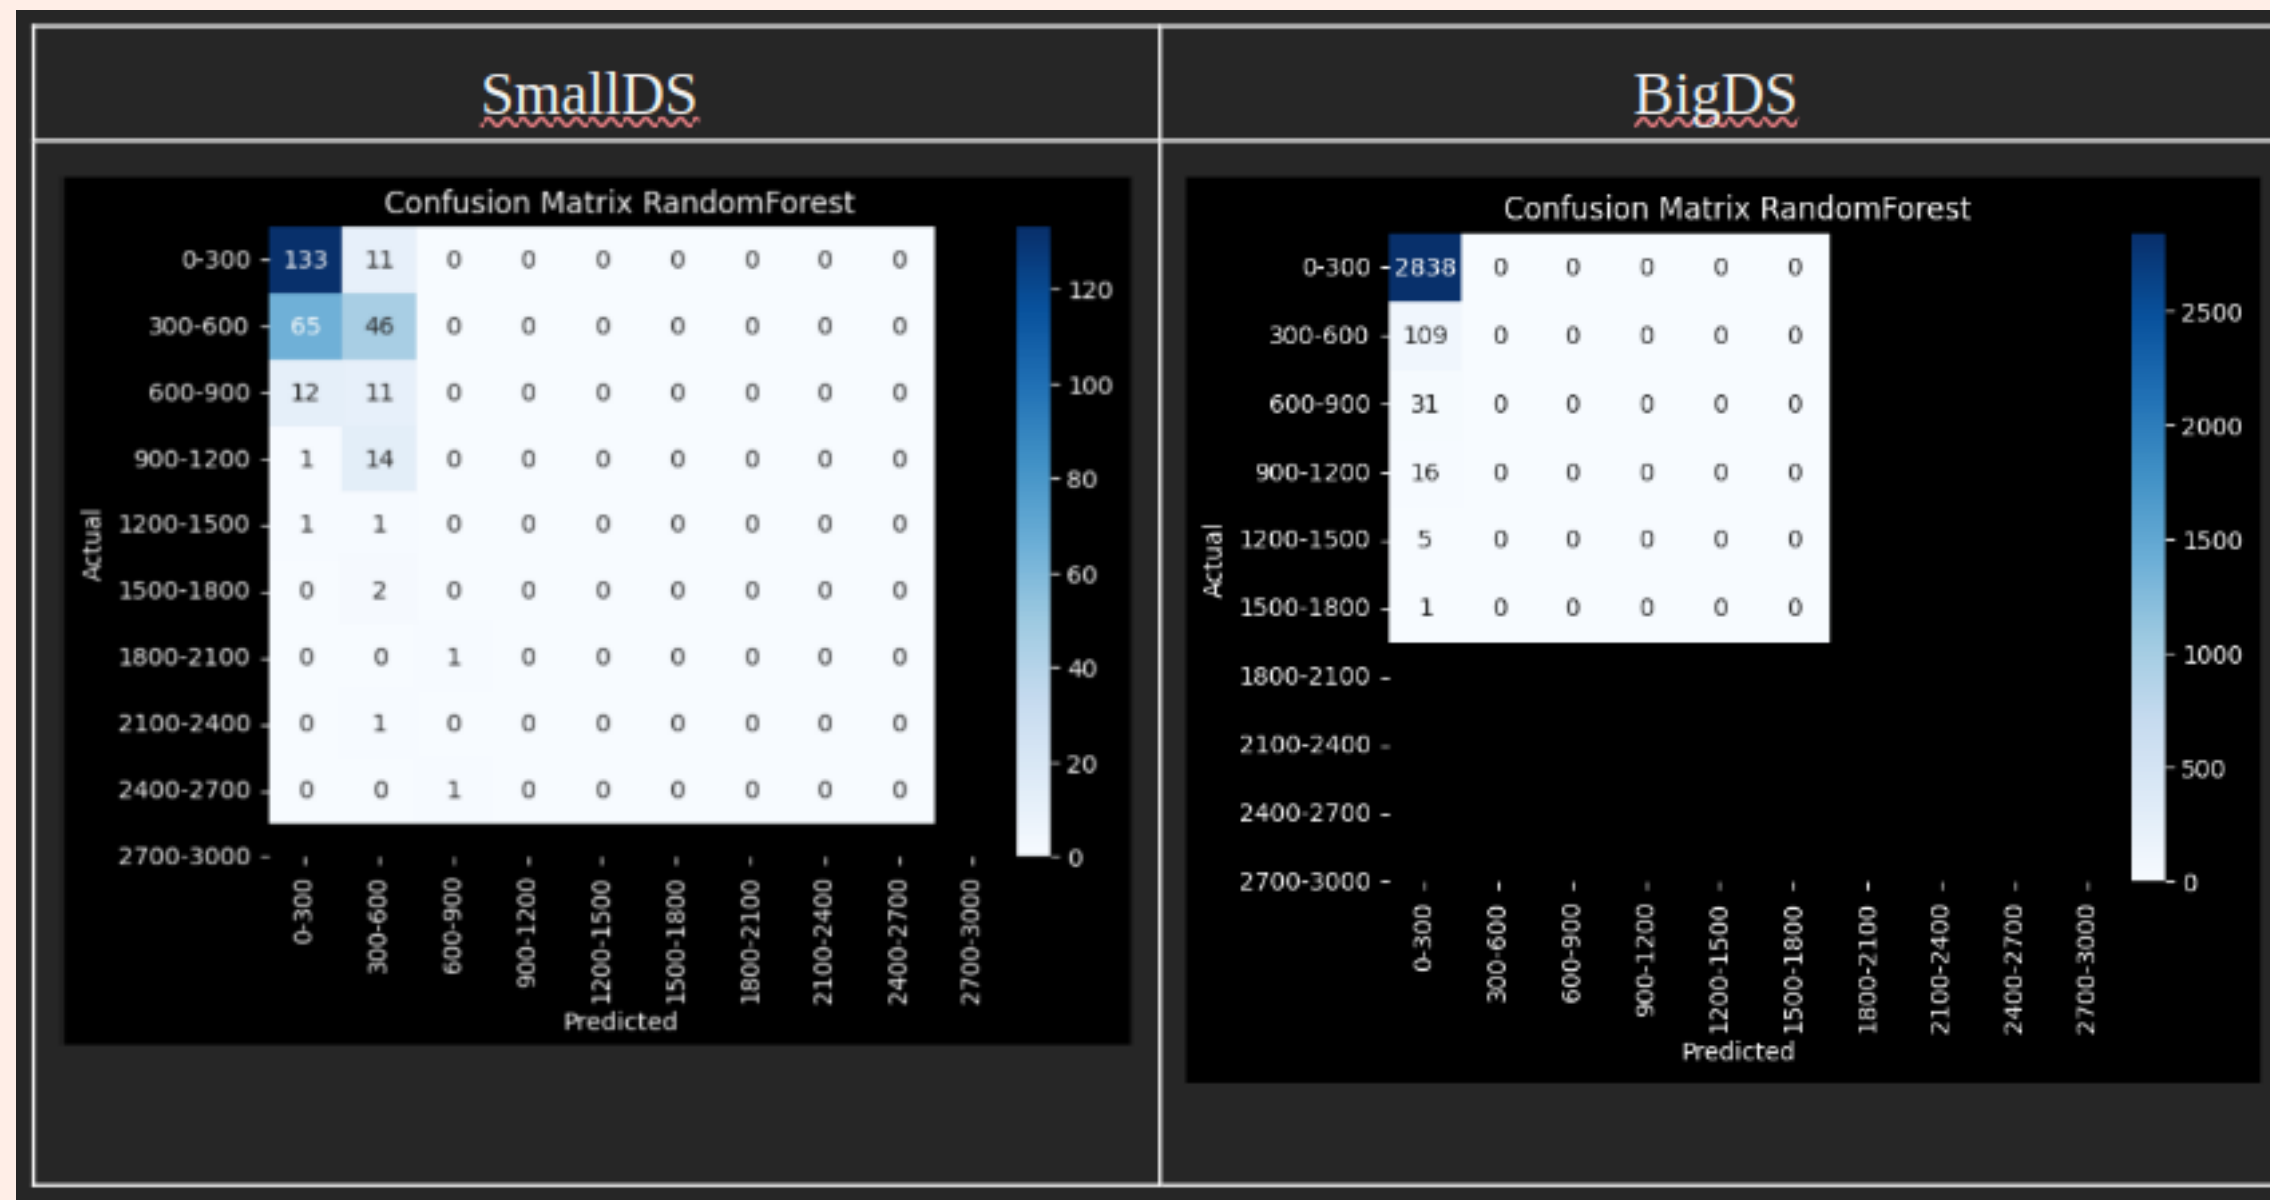 SmallDS
BigDS
Confusion Matrix RandomForest
0-300 133 11 0 0 0 0 0 0 0
300-600 65 46 0 0 0 0 0 0 0
600-900 12 11 0 0 0 0 0 0 0
900-1200 1 14 0 0 0 0 0 0 0
1200-1500 1 1 0 0 0 0 0 0 0
1500-1800 0 2 0 0 0 0 0 0 0
1800-2100 0 0 1 0 0 0 0 0 0
2100-2400 0 1 0 0 0 0 0 0 0
2400-2700 0 0 1 0 0 0 0 0 0
2700-3000
Actual
0-300 300-600 600-900 900-1200 1200-1500 1500-1800 1800-2100 2100-2400 2400-2700 2700-3000
Predicted
120
100
80
60
40
20
0
Confusion Matrix RandomForest
0-300 2838 0 0 0 0 0
300-600 109 0 0 0 0 0
600-900 31 0 0 0 0 0
900-1200 16 0 0 0 0 0
1200-1500 5 0 0 0 0 0
1500-1800 1 0 0 0 0 0
1800-2100
2100-2400
2400-2700
2700-3000
Actual
0-300 300-600 600-900 900-1200 1200-1500 1500-1800 1800-2100 2100-2400 2400-2700 2700-3000
Predicted
2500
2000
1500
1000
500
0